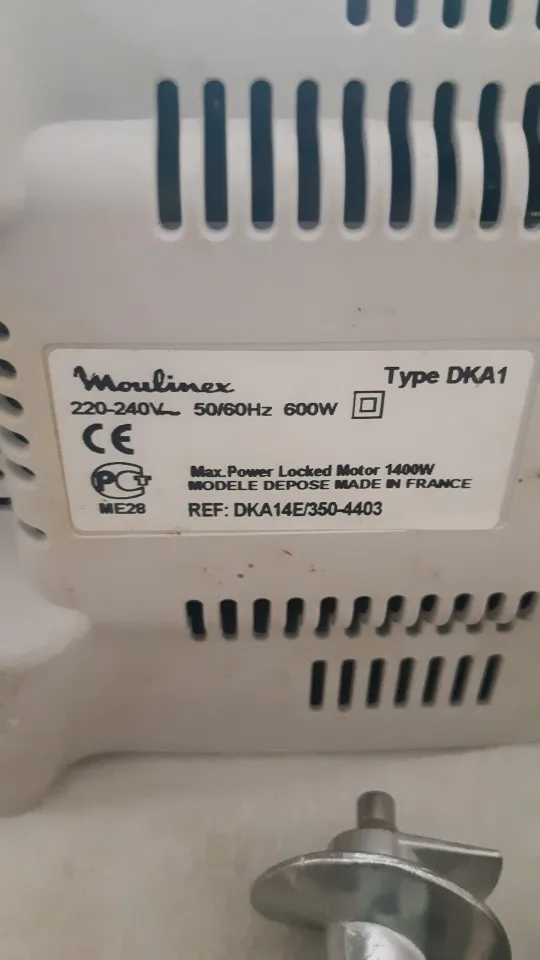 Moulinex Type DKA1
220-240V~ 50/60Hz 600W
CE
PCT
ME28
Max.Power Locked Motor 1400W
MODELE DEPOSE MADE IN FRANCE
REF: DKA14E/350-4403